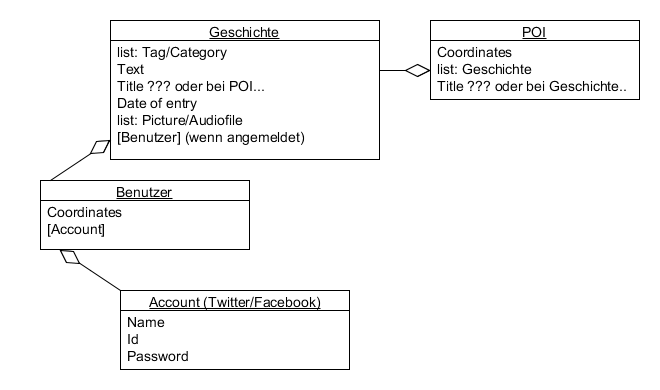 Geschichte
list: Tag/Category
Text
Title ??? oder bei POI...
Date of entry
list: Picture/Audiofile
[Benutzer] (wenn angemeldet)
POI
Coordinates
list: Geschichte
Title ??? oder bei Geschichte..
Benutzer
Coordinates
[Account]
Account (Twitter/Facebook)
Name
Id
Password